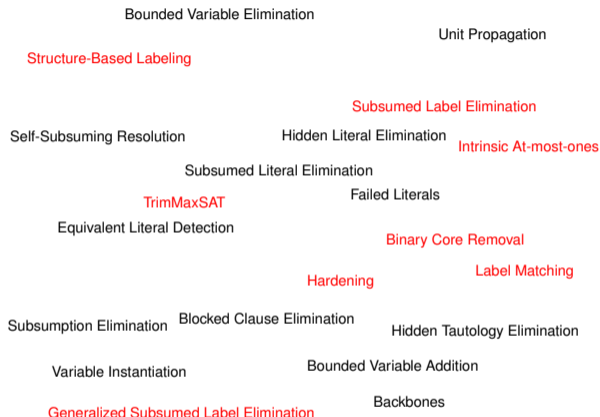 Bounded Variable Elimination
Unit Propagation
Structure-Based Labeling
Subsumed Label Elimination
Self-Subsuming Resolution
Hidden Literal Elimination
Intrinsic At-most-ones
Subsumed Literal Elimination
Failed Literals
TrimMaxSAT
Equivalent Literal Detection
Binary Core Removal
Label Matching
Hardening
Subsumption Elimination
Blocked Clause Elimination
Hidden Tautology Elimination
Variable Instantiation
Bounded Variable Addition
Backbones
Generalized Subsumed Label Elimination